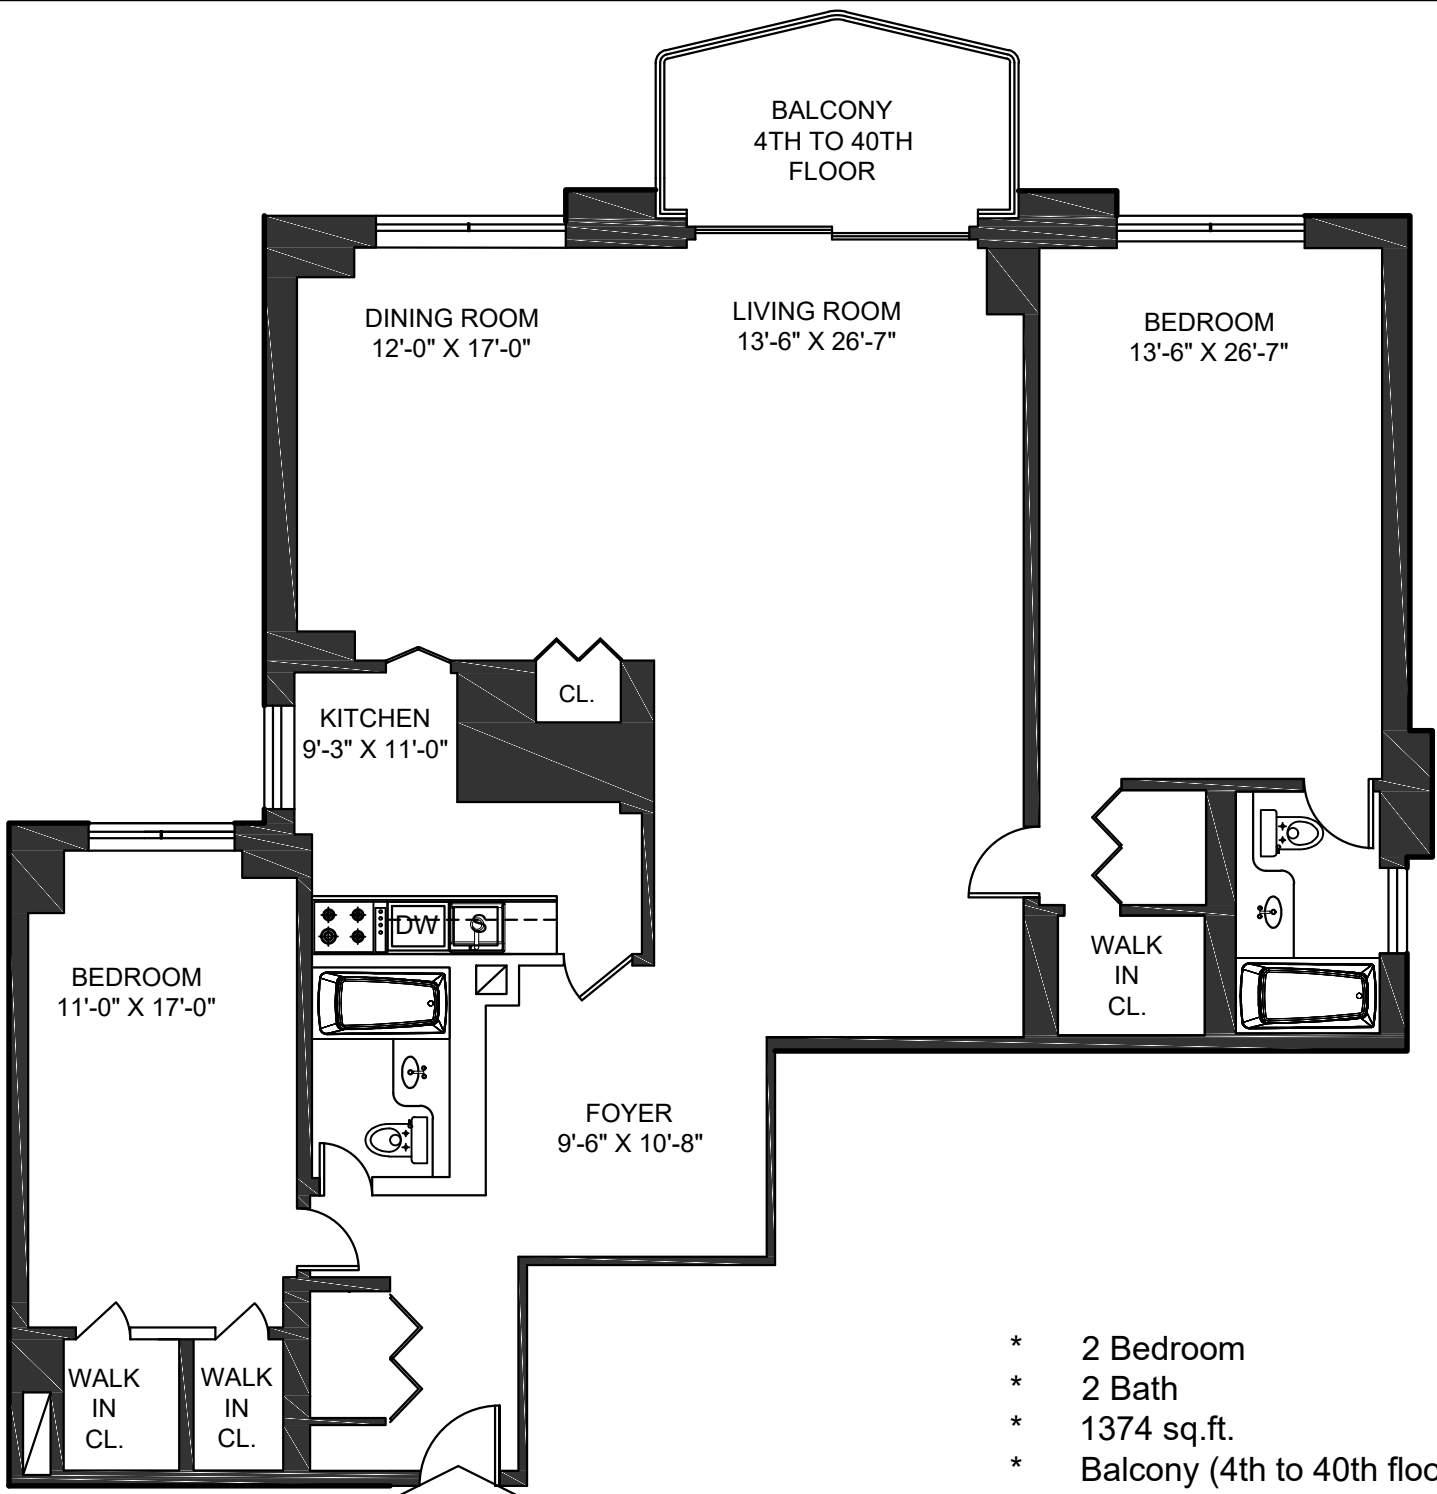 BALCONY
4TH TO 40TH
FLOOR
DINING ROOM
12'-0" X 17'-0"
LIVING ROOM
13'-6" X 26'-7"
BEDROOM
13'-6" X 26'-7"
CL.
KITCHEN
9'-3" X 11'-0"
DW
WALK
IN
CL.
BEDROOM
11'-0" X 17'-0"
FOYER
9'-6" X 10'-8"
WALK
IN
CL.
WALK
IN
CL.
* 2 Bedroom
* 2 Bath
* 1374 sq.ft.
* Balcony (4th to 40th floo